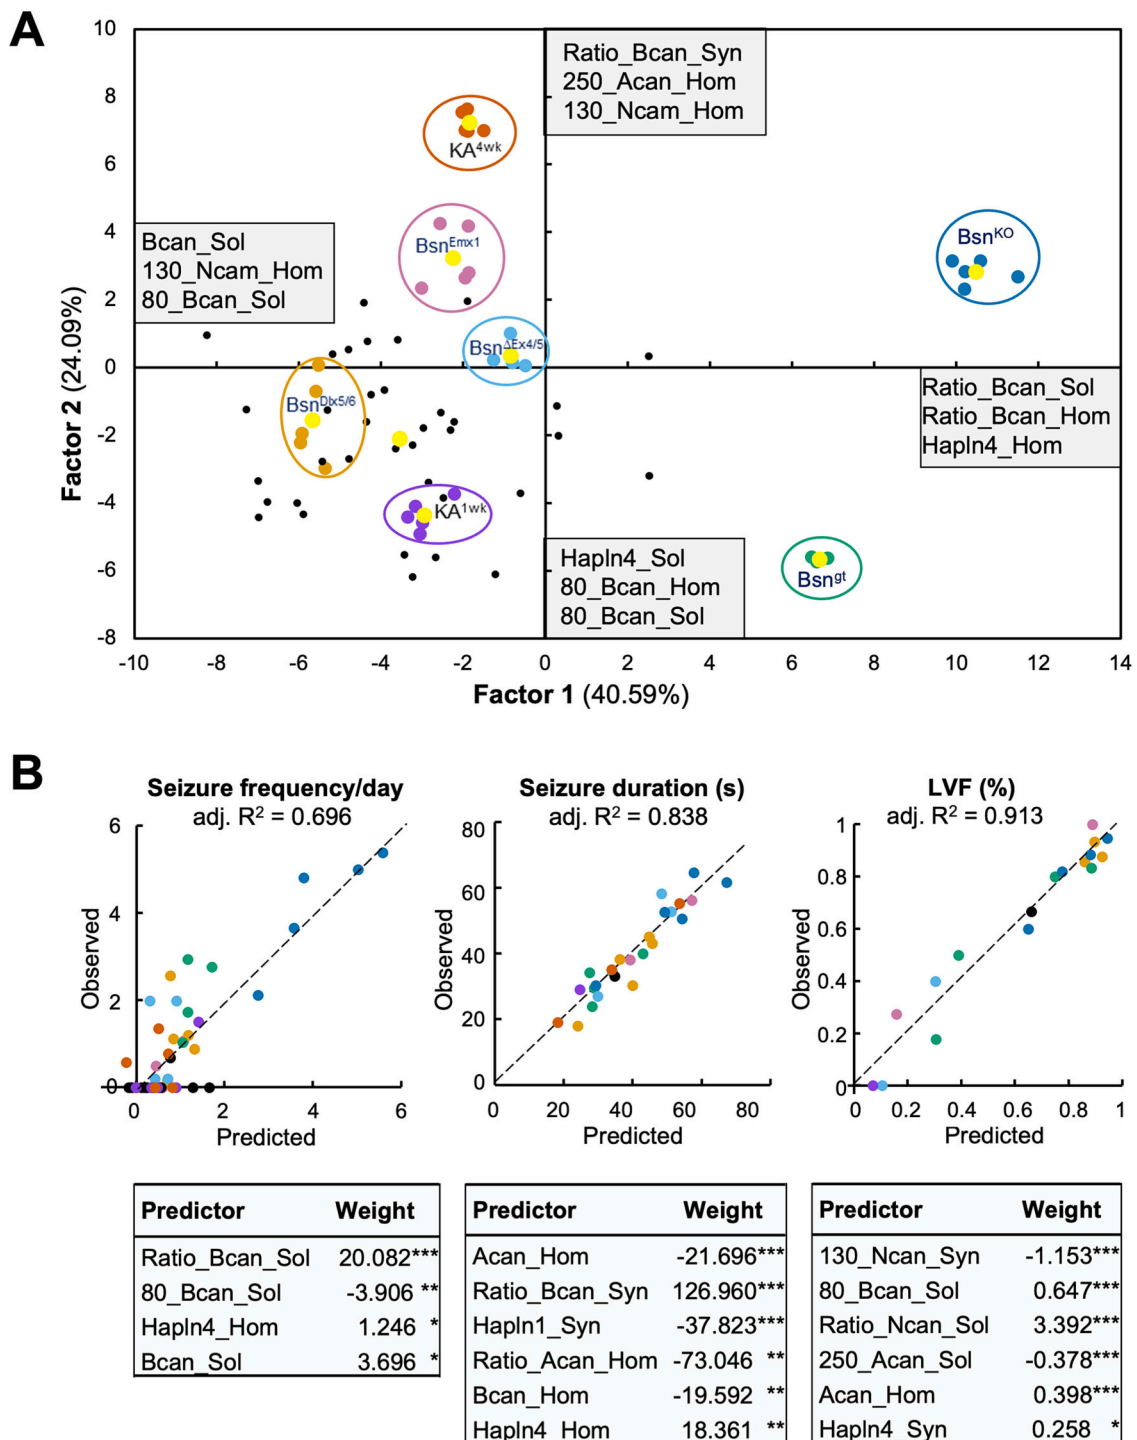 A
10
8
6
4
2
0
-2
-4
-6
-8
Factor 2 (24.09%)
Ratio_Bcan_Syn
250_Acan_Hom
130_Ncam_Hom
KA4wk
BsnEmx1
BsnKO
Bcan_Sol
130_Ncam_Hom
80_Bcan_Sol
BsnΔEx4/5
BsnDlx5/6
Ratio_Bcan_Sol
Ratio_Bcan_Hom
Hapln4_Hom
KA1wk
Hapln4_Sol
80_Bcan_Hom
80_Bcan_Sol
Bsngt
-10 -8 -6 -4 -2 0 2 4 6 8 10 12 14
Factor 1 (40.59%)
B
Seizure frequency/day
adj. R2 = 0.696
6
4
2
0
Observed
0 2 4 6
Predicted
Seizure duration (s)
adj. R2 = 0.838
80
60
40
20
0
Observed
0 20 40 60 80
Predicted
LVF (%)
adj. R2 = 0.913
1
0.8
0.6
0.4
0.2
0
Observed
0 0.2 0.4 0.6 0.8 1
Predicted
Predictor Weight
Ratio_Bcan_Sol 20.082***
80_Bcan_Sol -3.906 **
Hapln4_Hom 1.246 *
Bcan_Sol 3.696 *
Predictor Weight
Acan_Hom -21.696***
Ratio_Bcan_Syn 126.960***
Hapln1_Syn -37.823***
Ratio_Acan_Hom -73.046 **
Bcan_Hom -19.592 **
Hapln4_Hom 18.361 **
Predictor Weight
130_Ncan_Syn -1.153***
80_Bcan_Sol 0.647***
Ratio_Ncan_Sol 3.392***
250_Acan_Sol -0.378***
Acan_Hom 0.398***
Hapln4_Syn 0.258 *